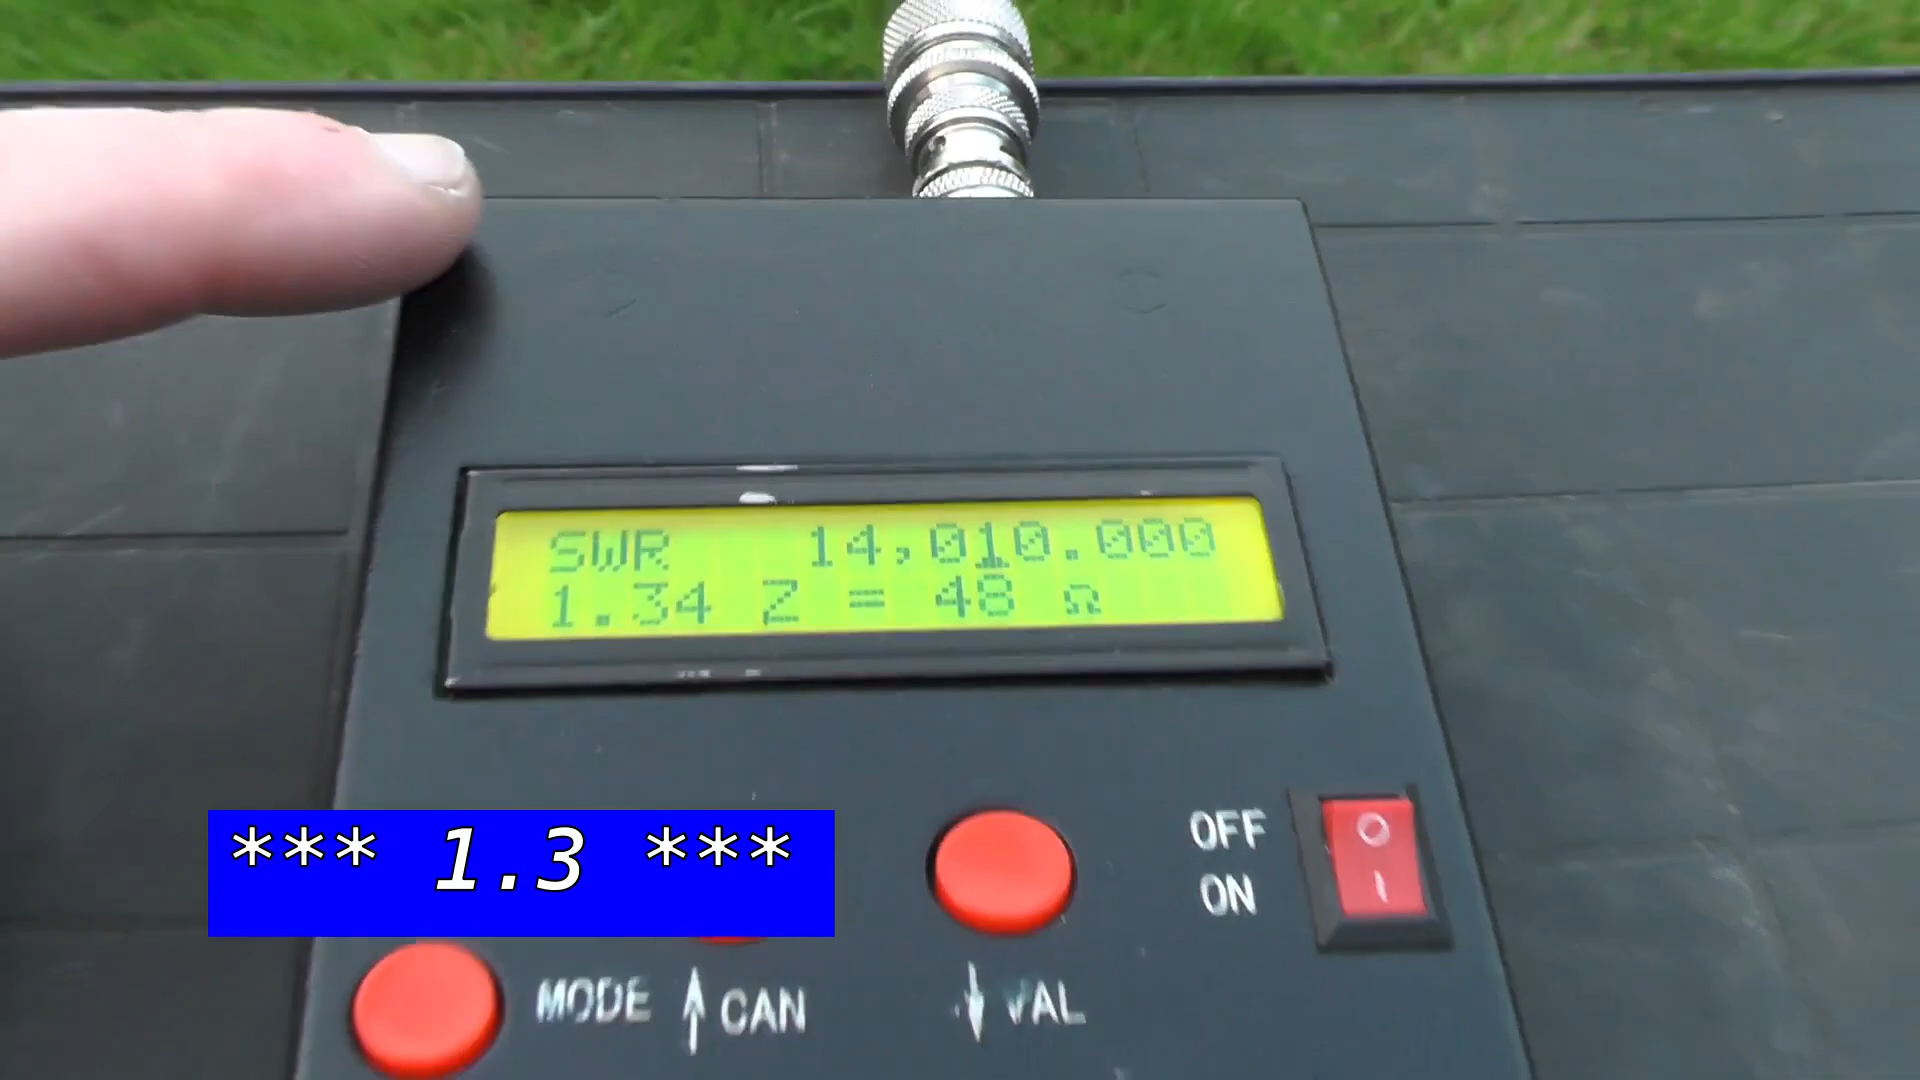 SWR 14,010.000
1.34 Z = 48 Ω
*** 1.3 ***
OFF
ON
MODE ↑ CAN ↓ VAL